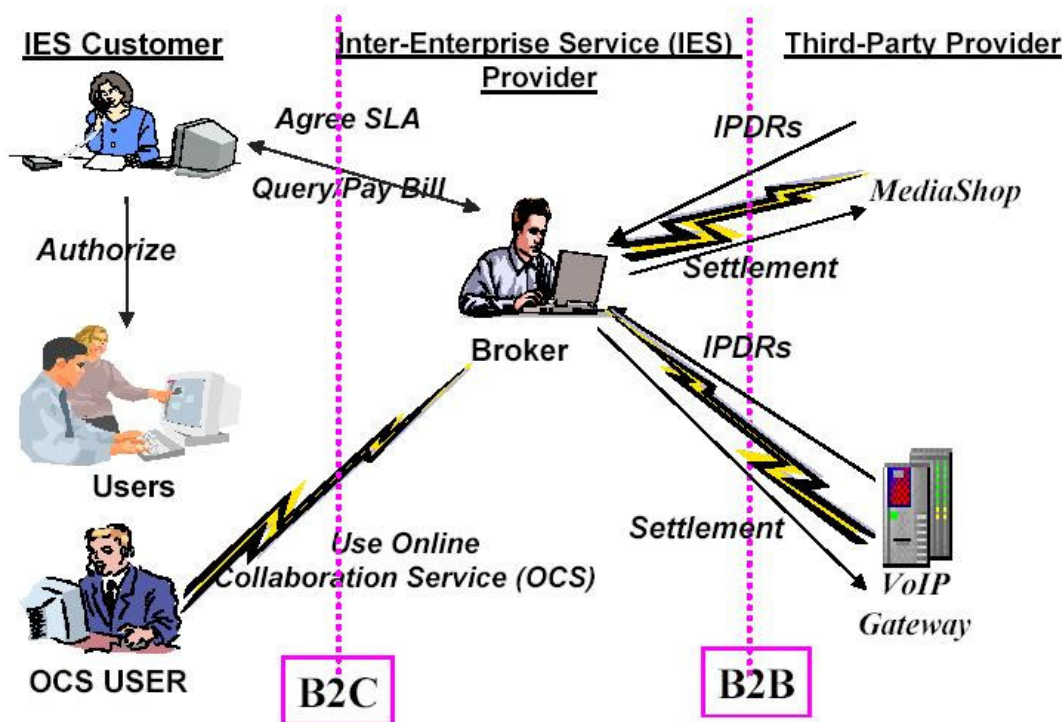 IES Customer
Inter-Enterprise Service (IES)
Provider
Third-Party Provider
Agree SLA
Query/Pay Bill
IPDRs
MediaShop
Settlement
Authorize
Broker
IPDRs
Users
Settlement
Use Online
Collaboration Service (OCS)
VoIP
Gateway
OCS USER
B2C
B2B